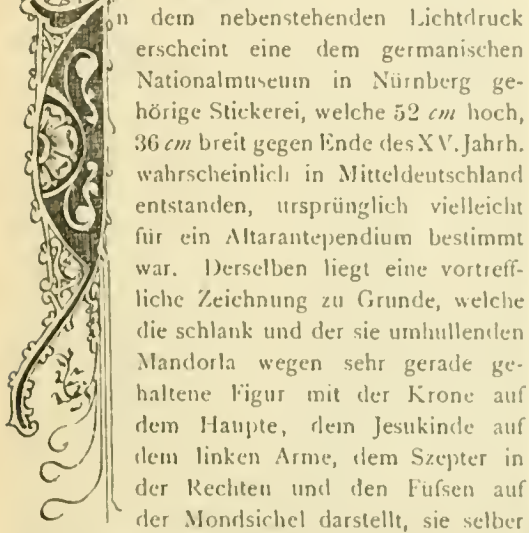 n dem nebenstehenden Lichtdruck
erscheint eine dem germanischen
Nationalmuseum in Nürnberg ge-
hörige Stickerei, welche 52 cm hoch,
36 cm breit gegen Ende des XV. Jahrh.
wahrscheinlich in Mitteldeutschland
entstanden, ursprünglich vielleicht
für ein Altarantependium bestimmt
war. Derselben liegt eine vortreff-
liche Zeichnung zu Grunde, welche
die schlank und der sie umhüllenden
Mandorla wegen sehr gerade ge-
haltene Figur mit der Krone auf
dem Haupte, dem Jesukinde auf
dem linken Arme, dem Szepter in
der Rechten und den Füfsen auf
der Mondsichel darstellt, sie selber